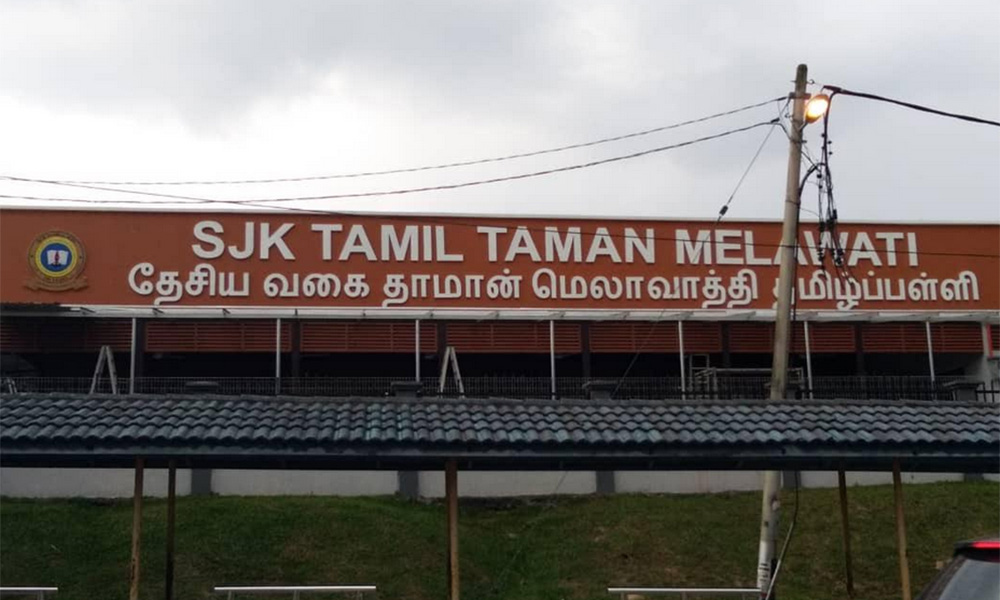 SJK TAMIL TAMAN MELAWATI
தேசிய வகை தாமான் மெலாவாத்தி தமிழ்ப்பள்ளி